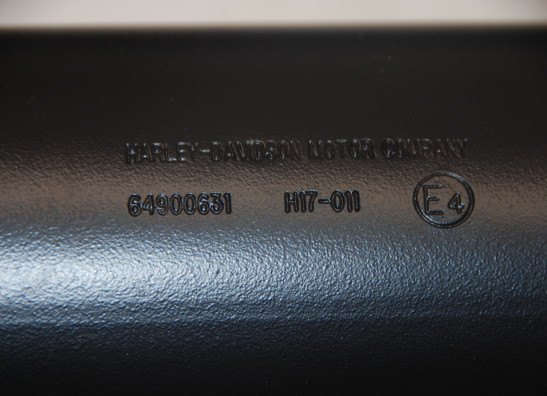 HARLEY-DAVIDSON MOTOR COMPANY
64900631 H17-011 E4